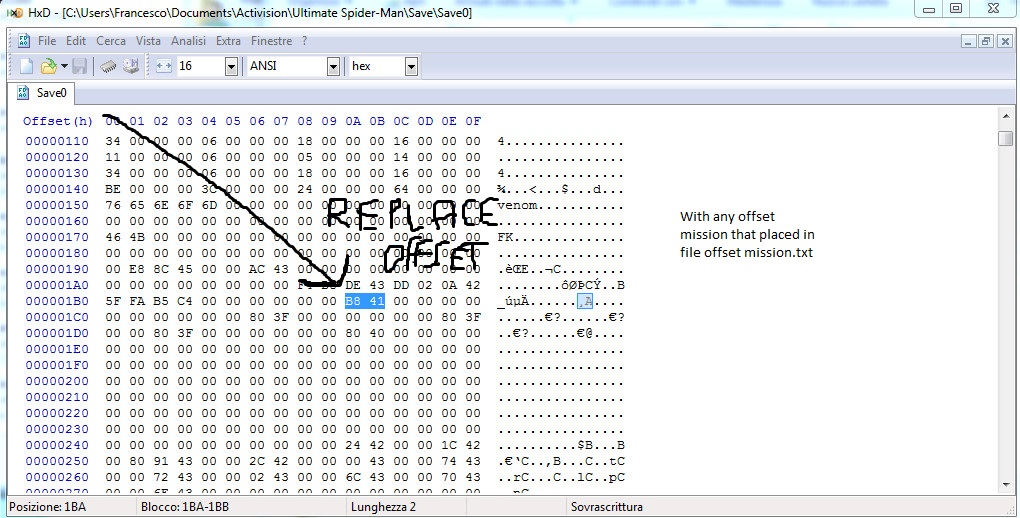 HxD - [C:\Users\Francesco\Documents\Activision\Ultimate Spider-Man\Save\Save0]
File Edit Cerca Vista Analisi Extra Finestre ?
16 ANSI hex
Save0
Offset(h) 00 01 02 03 04 05 06 07 08 09 0A 0B 0C 0D 0E 0F
00000110 34 00 00 00 06 00 00 00 18 00 00 00 16 00 00 00 4...............
00000120 11 00 00 00 06 00 00 00 05 00 00 00 14 00 00 00 ................
00000130 34 00 00 00 06 00 00 00 18 00 00 00 16 00 00 00 4...............
00000140 BE 00 00 00 3C 00 00 00 24 00 00 00 64 00 00 00 ¾...<...$...d...
00000150 76 65 6E 6F 6D 00 00 00 00 00 00 00 00 00 00 00 venom...........
00000160 00 00 00 00 00 00 00 00 00 00 00 00 00 00 00 00 ................
00000170 46 4B 00 00 00 00 00 00 00 00 00 00 00 00 00 00 FK..............
00000180 00 00 00 00 00 00 00 00 00 00 00 00 00 00 00 00 ................
00000190 00 E8 8C 45 00 00 AC 43 00 00 00 00 00 00 00 00 .èŒE..¬C........
000001A0 00 00 00 00 00 00 00 00 F4 D8 DE 43 DD 02 0A 42 ........ôØÞCÝ..B
000001B0 5F FA B5 C4 00 00 00 00 00 00 B8 41 00 00 00 00 _úµÄ......¸A....
000001C0 00 00 00 00 00 00 80 3F 00 00 00 00 00 00 80 3F ......€?......€?
000001D0 00 00 80 3F 00 00 00 00 00 00 80 40 00 00 00 00 ..€?......€@....
000001E0 00 00 00 00 00 00 00 00 00 00 00 00 00 00 00 00 ................
000001F0 00 00 00 00 00 00 00 00 00 00 00 00 00 00 00 00 ................
00000200 00 00 00 00 00 00 00 00 00 00 00 00 00 00 00 00 ................
00000210 00 00 00 00 00 00 00 00 00 00 00 00 00 00 00 00 ................
00000220 00 00 00 00 00 00 00 00 00 00 00 00 00 00 00 00 ................
00000230 00 00 00 00 00 00 00 00 00 00 00 00 00 00 00 00 ................
00000240 00 00 00 00 00 00 00 00 00 00 24 42 00 00 1C 42 ..........$B...B
00000250 00 80 91 43 00 00 2C 42 00 00 00 43 00 00 74 43 .€‘C..,B...C..tC
00000260 00 00 72 43 00 00 02 43 00 00 6C 43 00 00 70 43 ..rC...C..lC..pC
REPLACE
OFFSET
With any offset
mission that placed in
file offset mission.txt
Posizione: 1BA Blocco: 1BA-1BB Lunghezza 2 Sovrascrittura